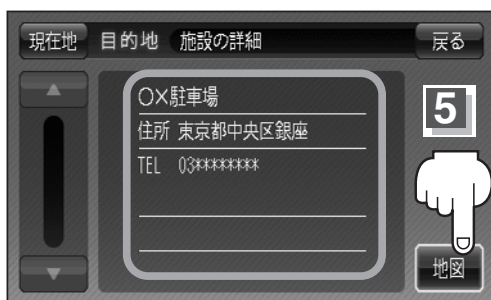 現在地 目的地 施設の詳細 戻る
○×駐車場
5
住所 東京都中央区銀座
TEL 03********
地図